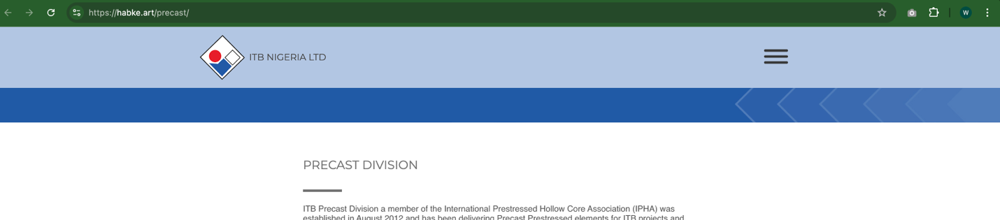 https://habke.art/precast/
W
ITB NIGERIA LTD
PRECAST DIVISION
ITB Precast Division a member of the International Prestressed Hollow Core Association (IPHA) was
established in August 2012 and has been delivering Precast Prestressed elements for ITB projects and